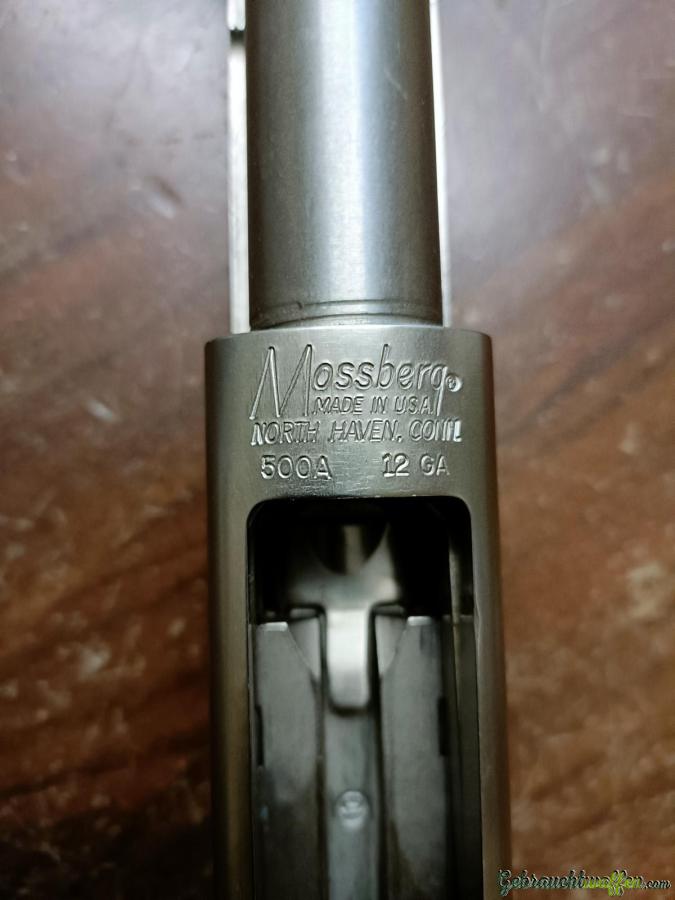 Mossberg®
MADE IN U.S.A.
NORTH HAVEN, CONN.
500A 12 GA
Gebrauchtwaffen.com